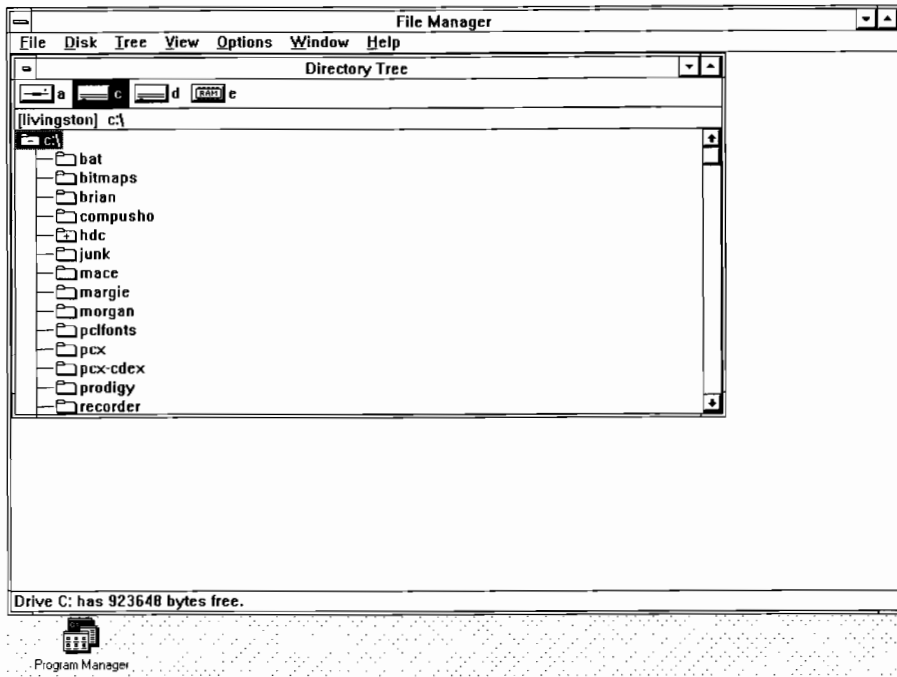 File Manager
File Disk Tree View Options Window Help
Directory Tree
a c d RAM e
[livingston] c:\
c:\
bat
bitmaps
brian
compusho
hdc
junk
mace
margie
morgan
pclfonts
pcx
pcx-cdex
prodigy
recorder
Drive C: has 923648 bytes free.
Program Manager